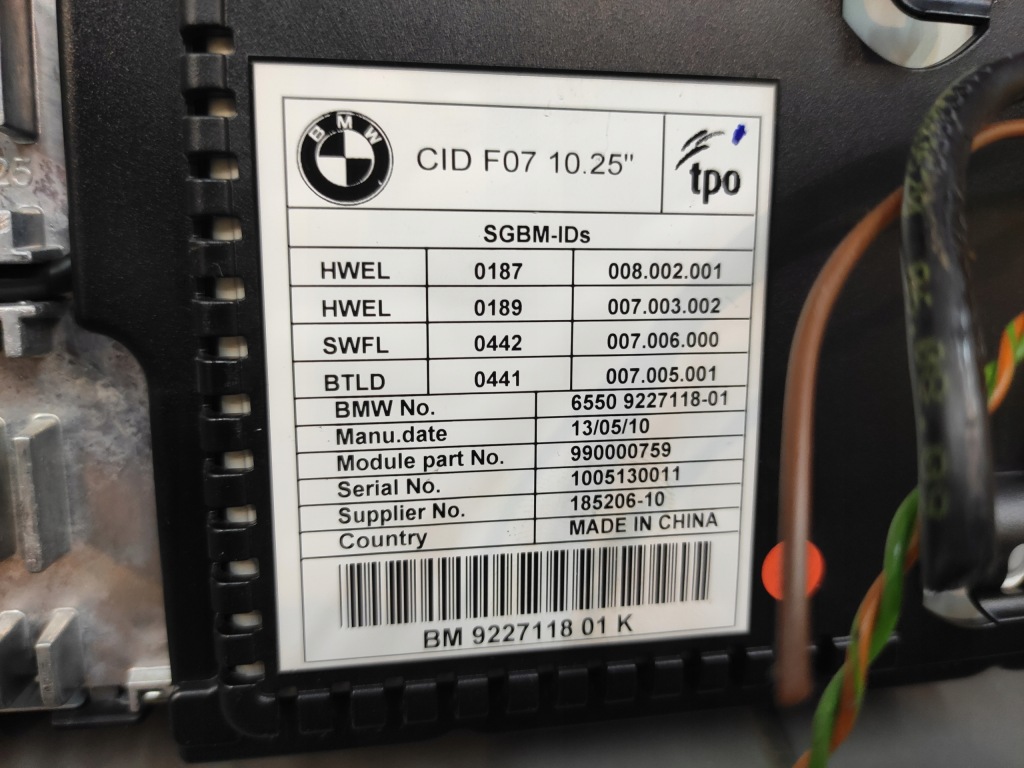 BMW
CID F07 10.25"
tpo
SGBM-IDs
HWEL 0187 008.002.001
HWEL 0189 007.003.002
SWFL 0442 007.006.000
BTLD 0441 007.005.001
BMW No. 6550 9227118-01
Manu.date 13/05/10
Module part No. 990000759
Serial No. 1005130011
Supplier No. 185206-10
Country MADE IN CHINA
BM 9227118 01 K